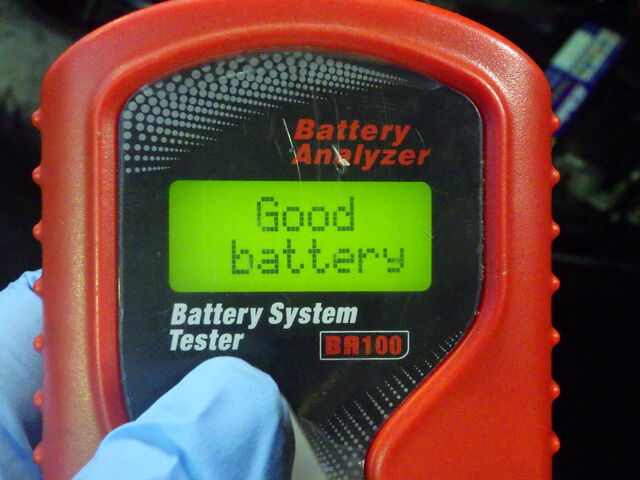 Battery
Analyzer
Good
battery
Battery System
Tester
BA100